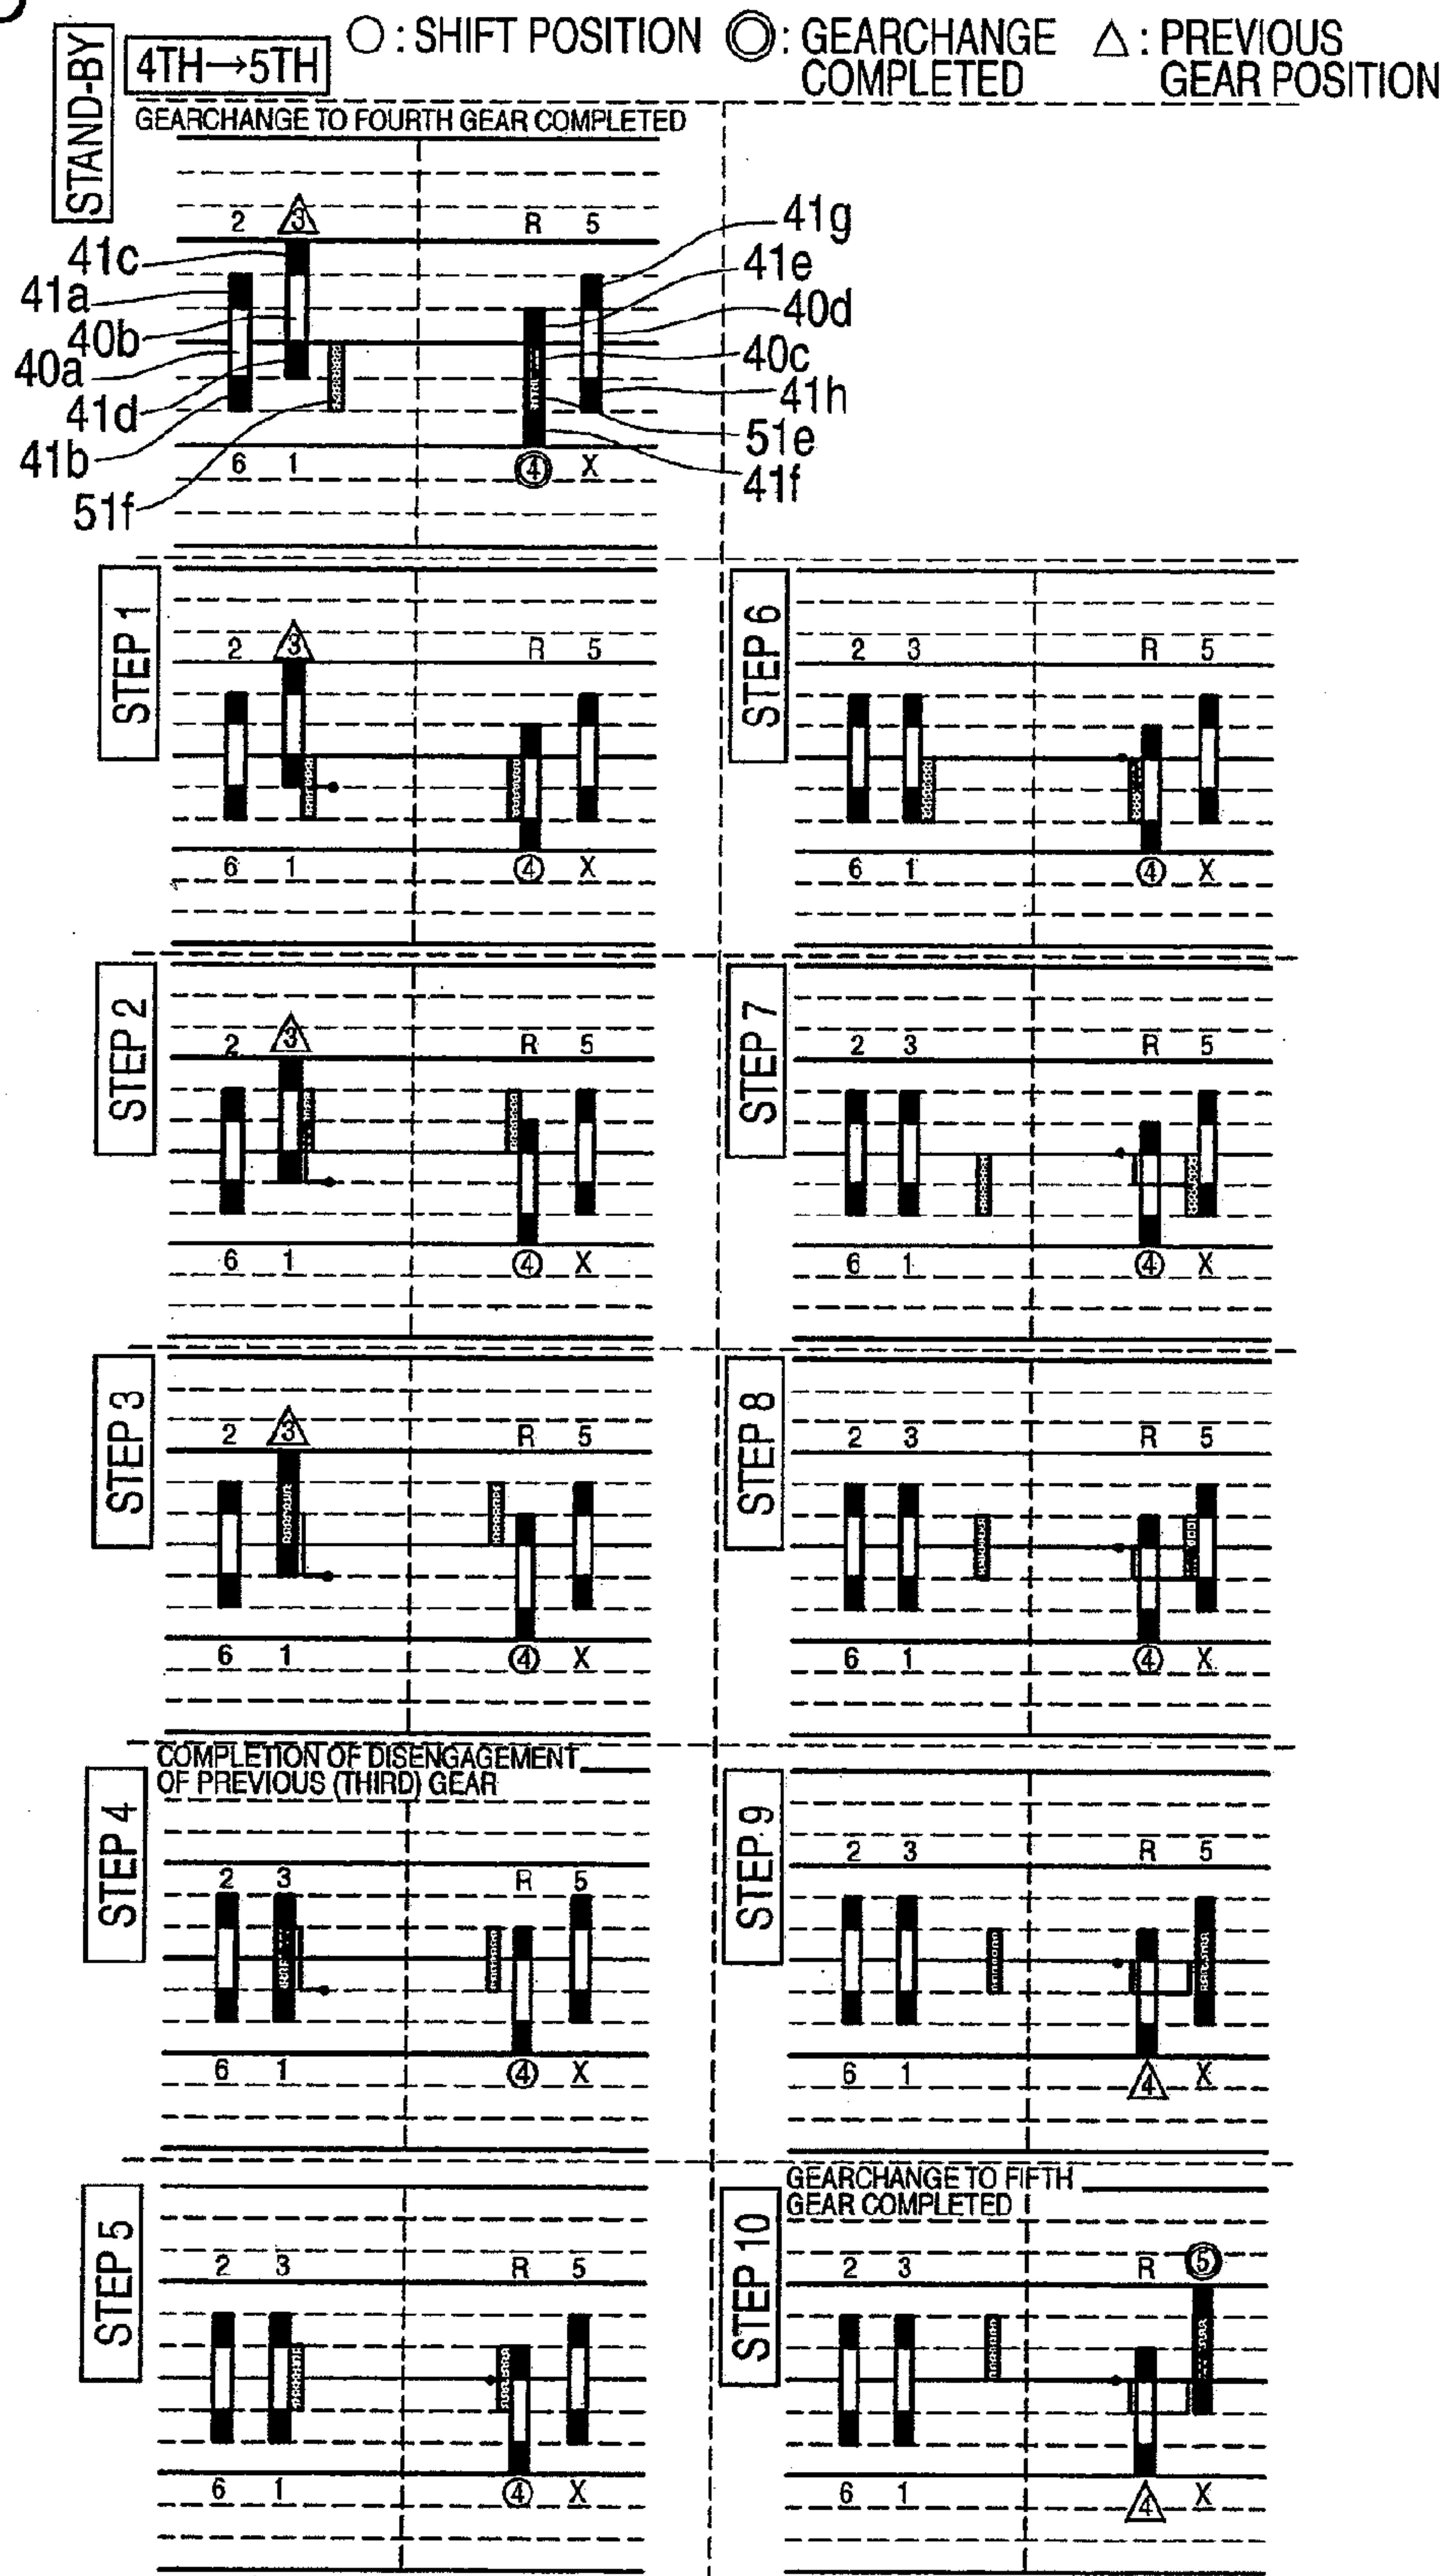 ○ : SHIFT POSITION ◎ : GEARCHANGE COMPLETED △ : PREVIOUS GEAR POSITION
STAND-BY
4TH→5TH
GEARCHANGE TO FOURTH GEAR COMPLETED
2 3 R 5
41c
41a
40b
40a
41d
41b
51f
41g
41e
40d
40c
41h
51e
41f
6 1 4 X
STEP 1
2 3 R 5
6 1 4 X
STEP 2
2 3 R 5
6 1 4 X
STEP 3
2 3 R 5
6 1 4 X
STEP 4
COMPLETION OF DISENGAGEMENT
OF PREVIOUS (THIRD) GEAR
2 3 R 5
6 1 4 X
STEP 5
2 3 R 5
6 1 4 X
STEP 6
2 3 R 5
6 1 4 X
STEP 7
2 3 R 5
6 1 4 X
STEP 8
2 3 R 5
6 1 4 X
STEP 9
2 3 R 5
6 1 4 X
STEP 10
GEARCHANGE TO FIFTH
GEAR COMPLETED
2 3 R 5
6 1 4 X